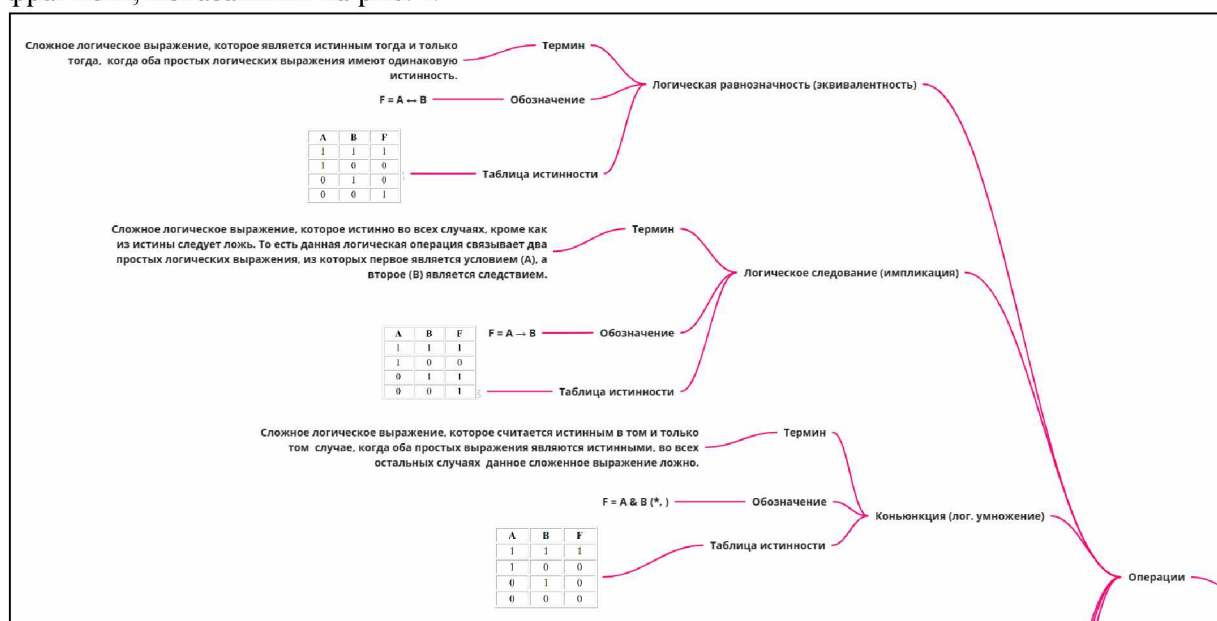 Сложное логическое выражение, которое является истинным тогда и только
тогда, когда оба простых логических выражения имеют одинаковую
истинность.
Термин
Логическая равнозначность (эквивалентность)
F = A ↔ B
Обозначение
A B F
1 1 1
1 0 0
0 1 0
0 0 1
Таблица истинности
Сложное логическое выражение, которое истинно во всех случаях, кроме как
из истины следует ложь. То есть данная логическая операция связывает два
простых логических выражения, из которых первое является условием (А), а
второе (В) является следствием.
Термин
Логическое следование (импликация)
F = A → B
Обозначение
A B F
1 1 1
1 0 0
0 1 1
0 0 1
Таблица истинности
Сложное логическое выражение, которое считается истинным в том и только
том случае, когда оба простых выражения являются истинными, во всех
остальных случаях данное сложенное выражение ложно.
Термин
F = A & B (*, )
Обозначение
Коньюнкция (лог. умножение)
A B F
1 1 1
1 0 0
0 1 0
0 0 0
Таблица истинности
Операции